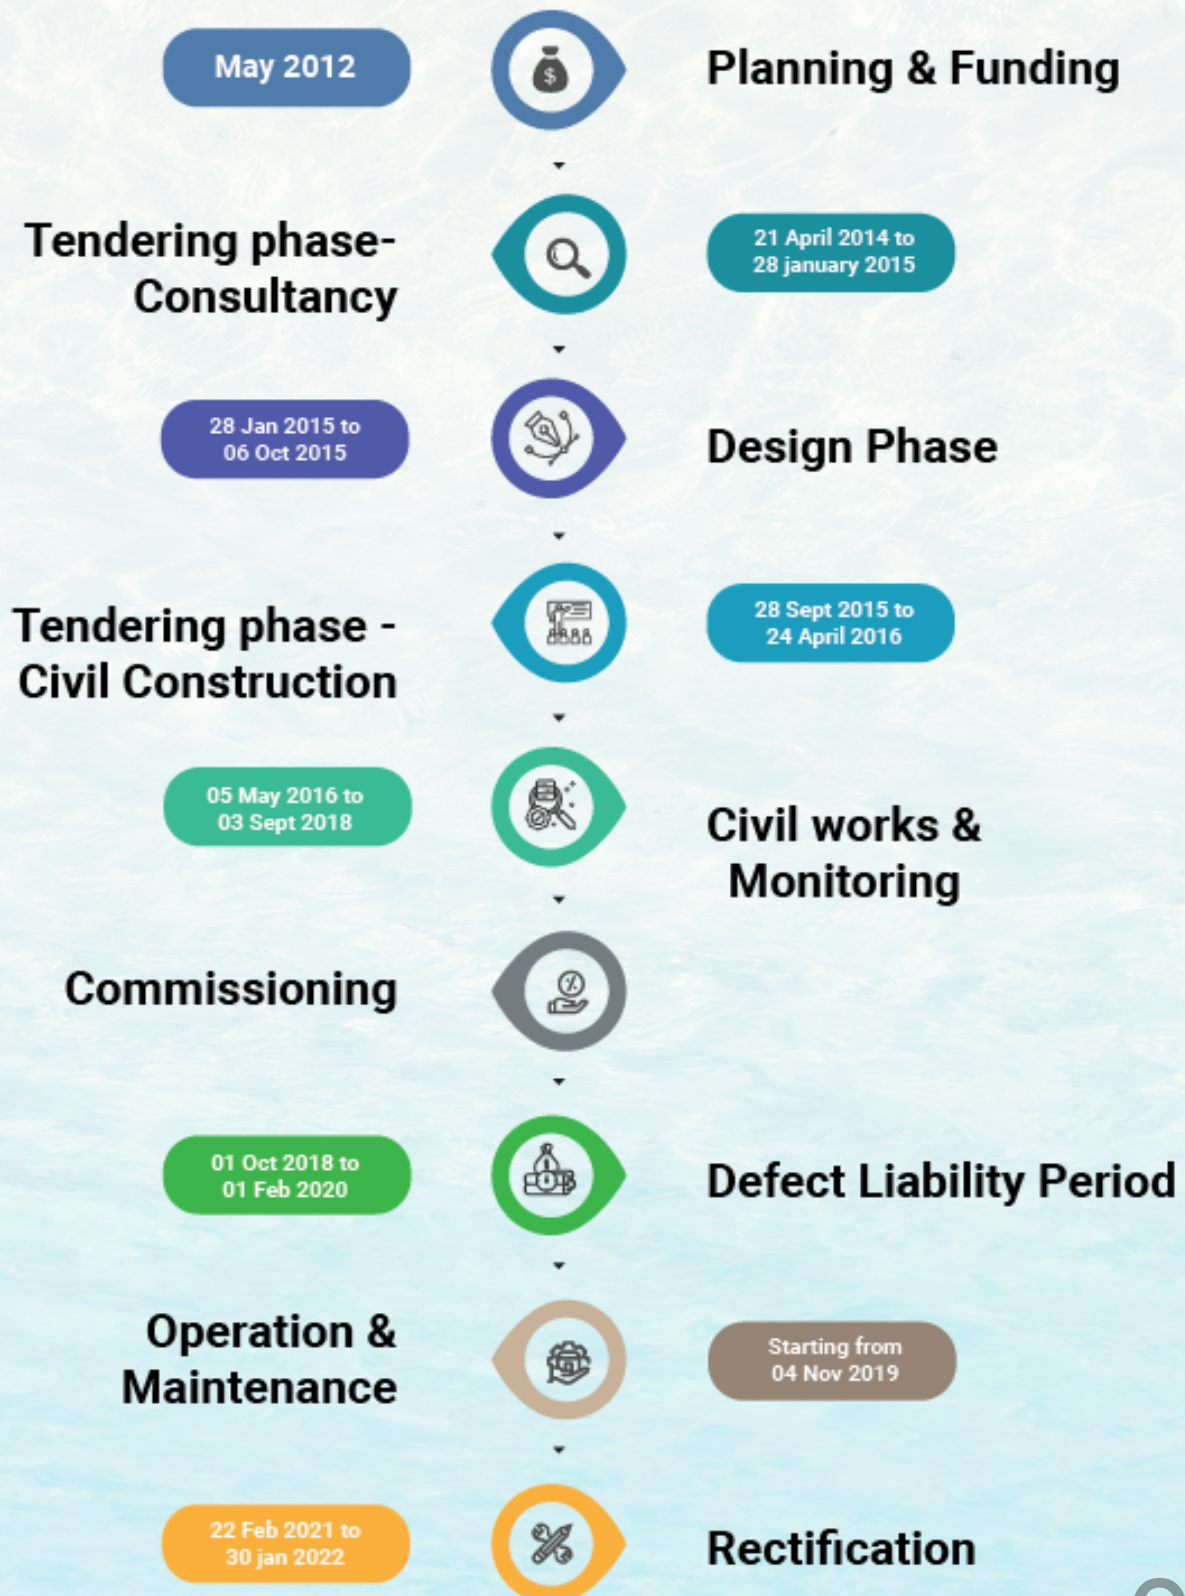 May 2012
Planning & Funding
Tendering phase-
Consultancy
21 April 2014 to
28 january 2015
28 Jan 2015 to
06 Oct 2015
Design Phase
Tendering phase -
Civil Construction
28 Sept 2015 to
24 April 2016
05 May 2016 to
03 Sept 2018
Civil works &
Monitoring
Commissioning
01 Oct 2018 to
01 Feb 2020
Defect Liability Period
Operation &
Maintenance
Starting from
04 Nov 2019
22 Feb 2021 to
30 jan 2022
Rectification